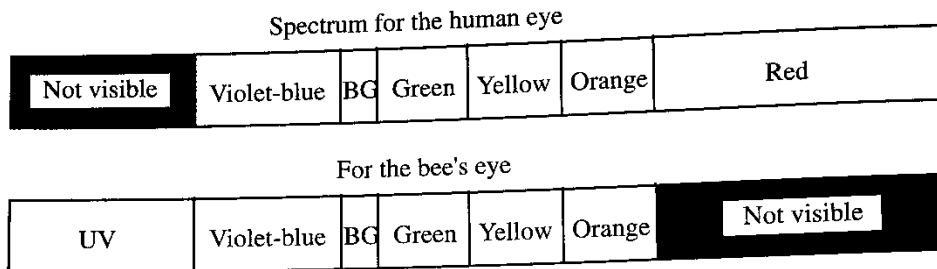 Spectrum for the human eye
Not visible Violet-blue BG Green Yellow Orange Red
For the bee's eye
UV Violet-blue BG Green Yellow Orange Not visible